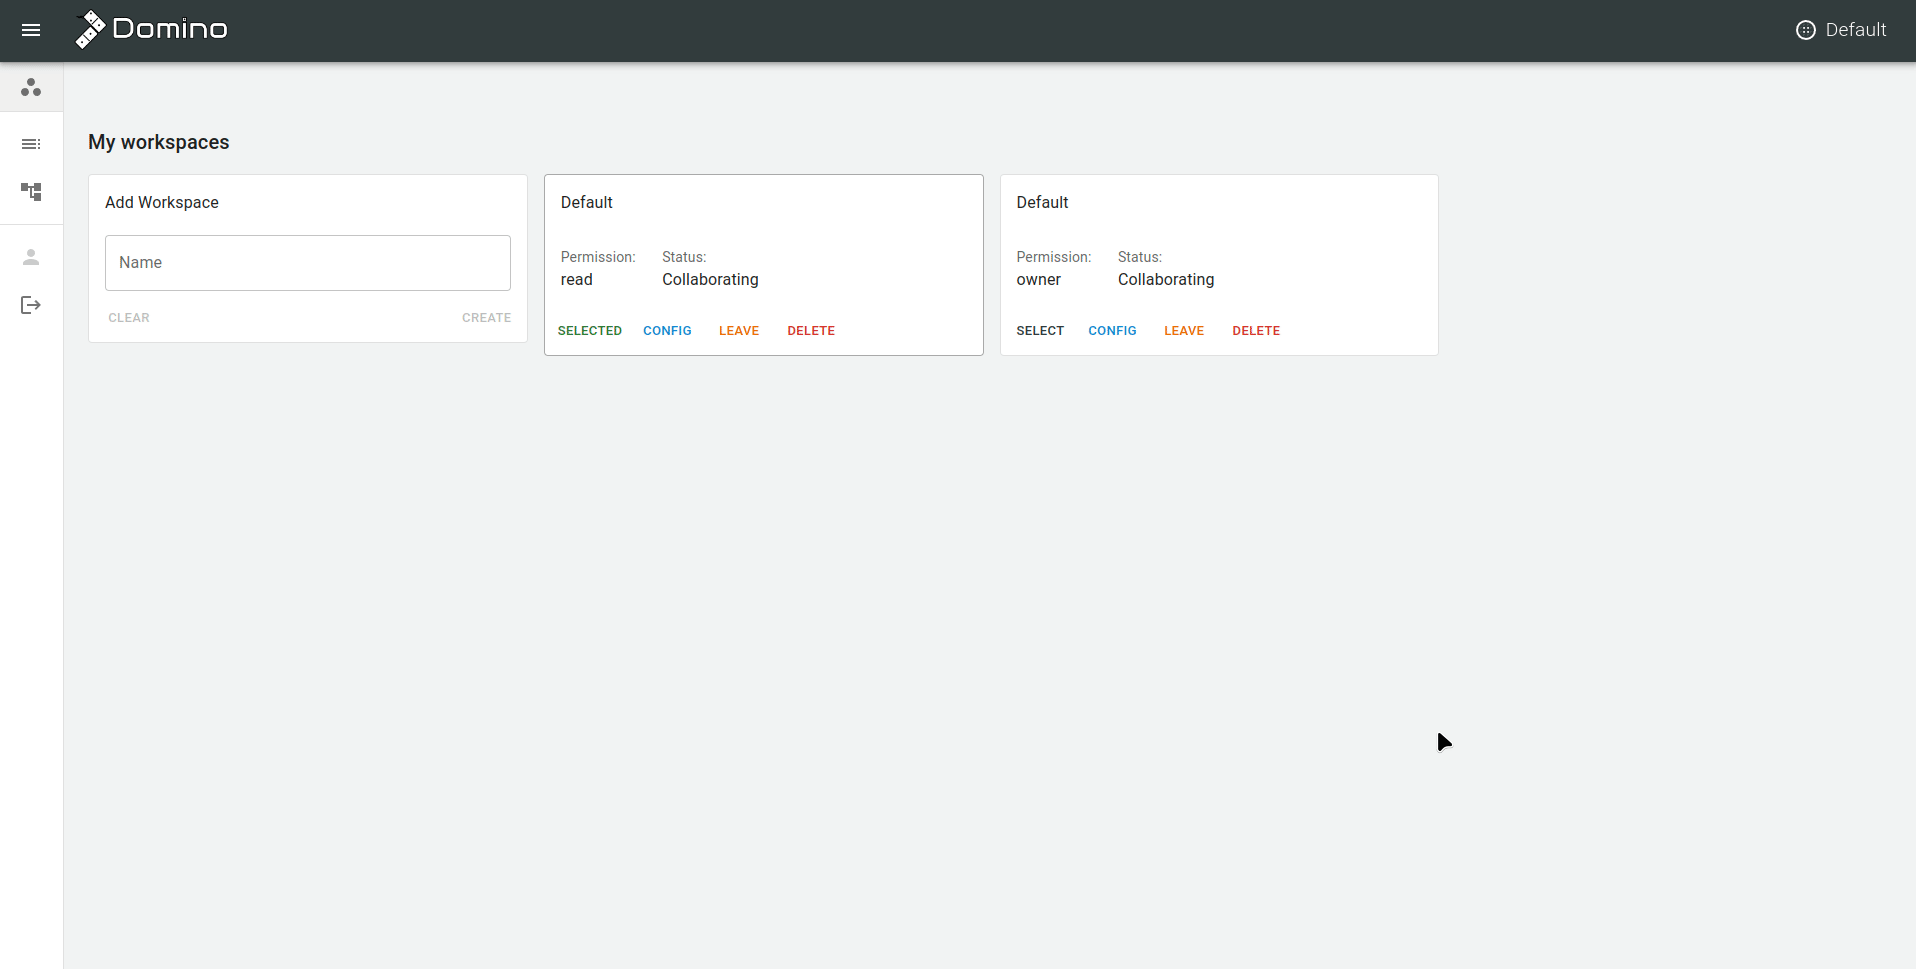 Domino
Default
My workspaces
Add Workspace
Name
CLEAR CREATE
Default
Permission: Status:
read Collaborating
SELECTED CONFIG LEAVE DELETE
Default
Permission: Status:
owner Collaborating
SELECT CONFIG LEAVE DELETE